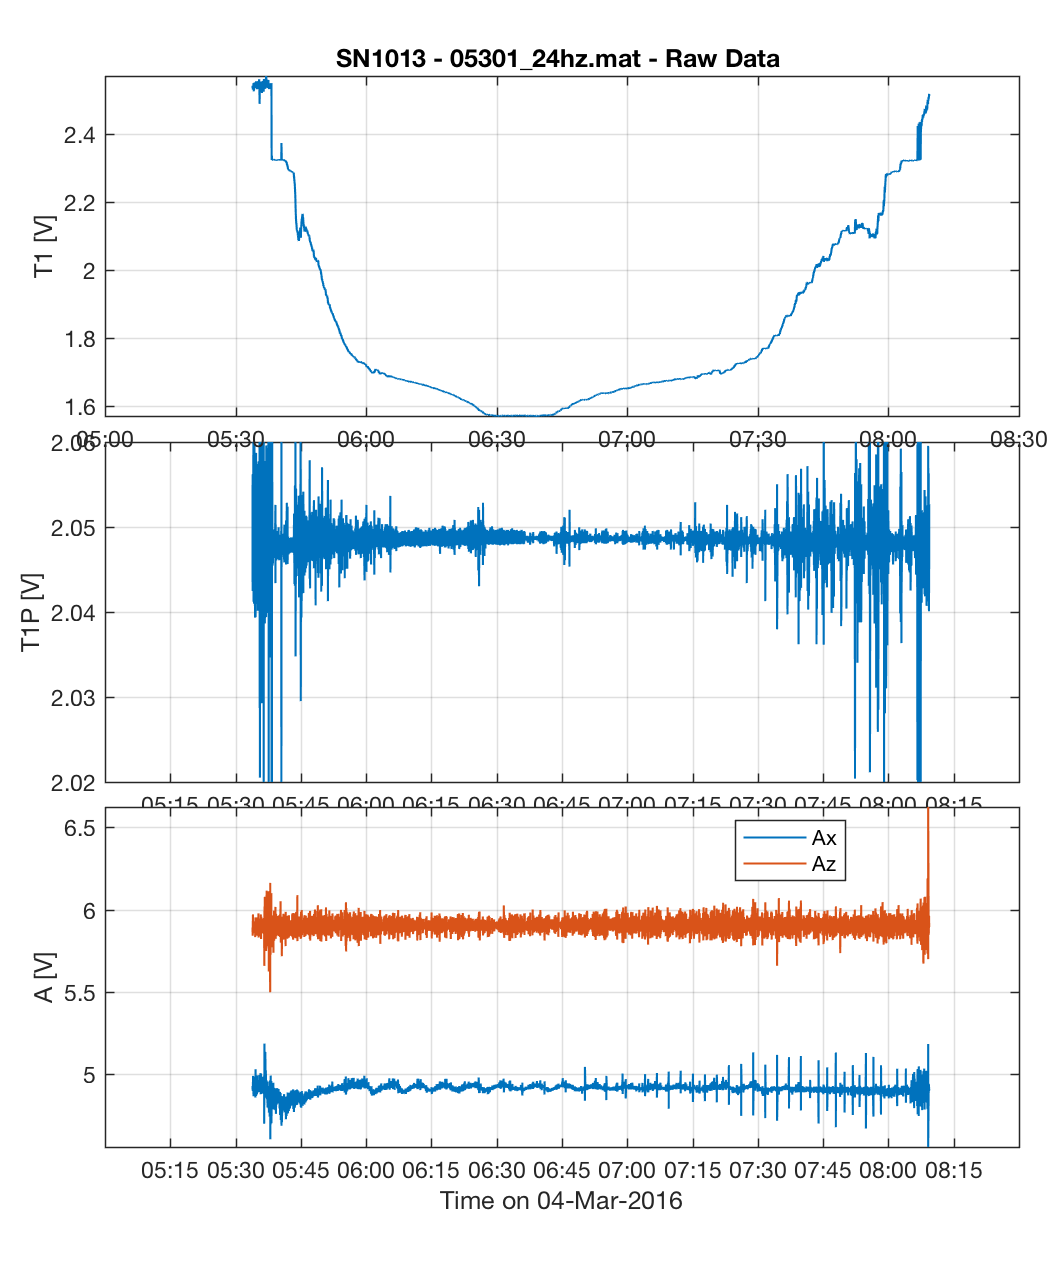 SN1013 - 05301_24hz.mat - Raw Data
T1 [V]
2.4
2.2
2
1.8
1.6
05:00 05:30 06:00 06:30 07:00 07:30 08:00 08:30
T1P [V]
2.06
2.05
2.04
2.03
2.02
05:15 05:30 05:45 06:00 06:15 06:30 06:45 07:00 07:15 07:30 07:45 08:00 08:15
A [V]
6.5
6
5.5
5
Ax
Az
05:15 05:30 05:45 06:00 06:15 06:30 06:45 07:00 07:15 07:30 07:45 08:00 08:15
Time on 04-Mar-2016